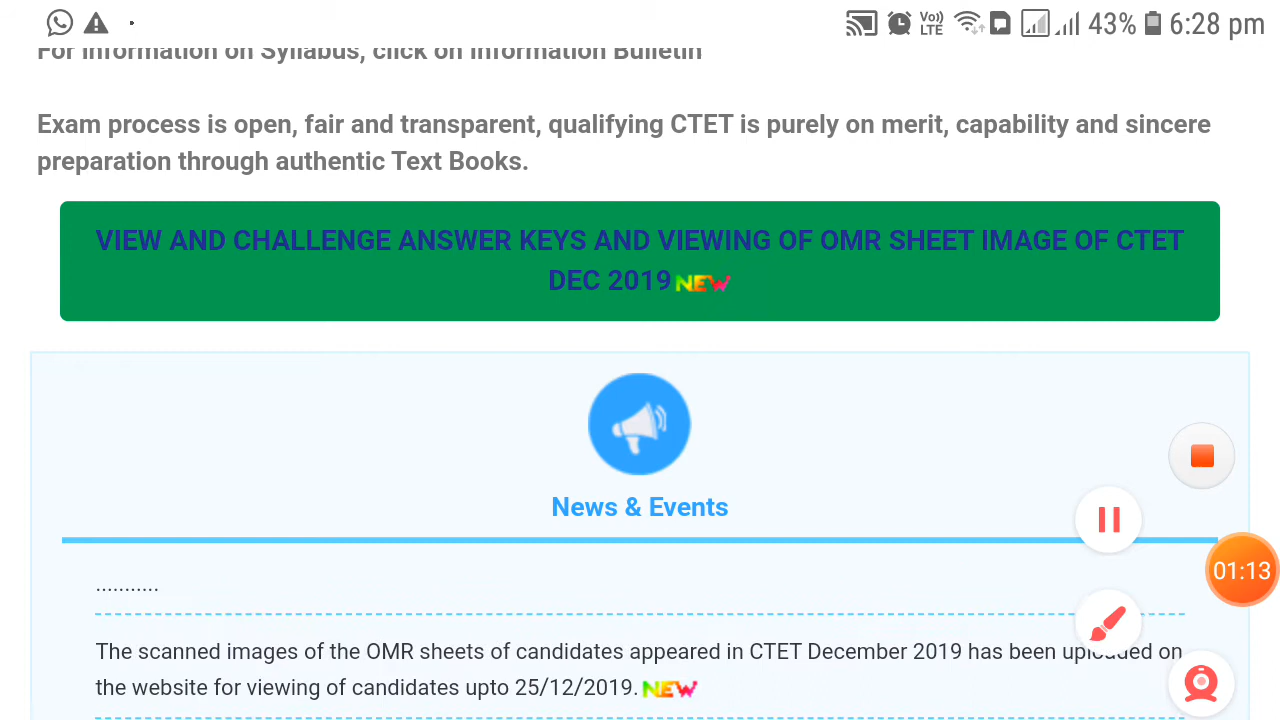 Vo)) LTE 43% 6:28 pm
For Information on Syllabus, click on Information Bulletin
Exam process is open, fair and transparent, qualifying CTET is purely on merit, capability and sincere
preparation through authentic Text Books.
VIEW AND CHALLENGE ANSWER KEYS AND VIEWING OF OMR SHEET IMAGE OF CTET
DEC 2019 NEW
News & Events
01:13
...........
The scanned images of the OMR sheets of candidates appeared in CTET December 2019 has been uploaded on
the website for viewing of candidates upto 25/12/2019. NEW